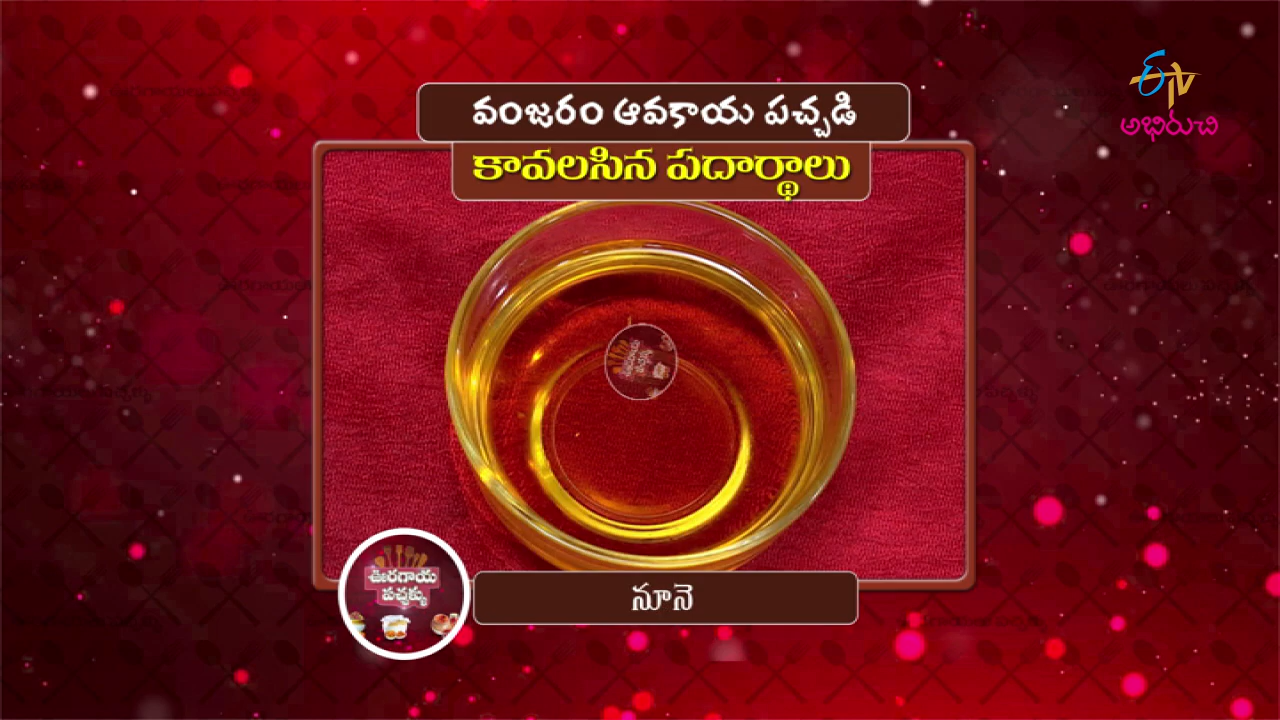 వంజరం ఆవకాయ పచ్చడి
కావలసిన పదార్థాలు
ETV
అభిరుచి
ఊరగాయ
పచ్చళ్ళు
నూనె